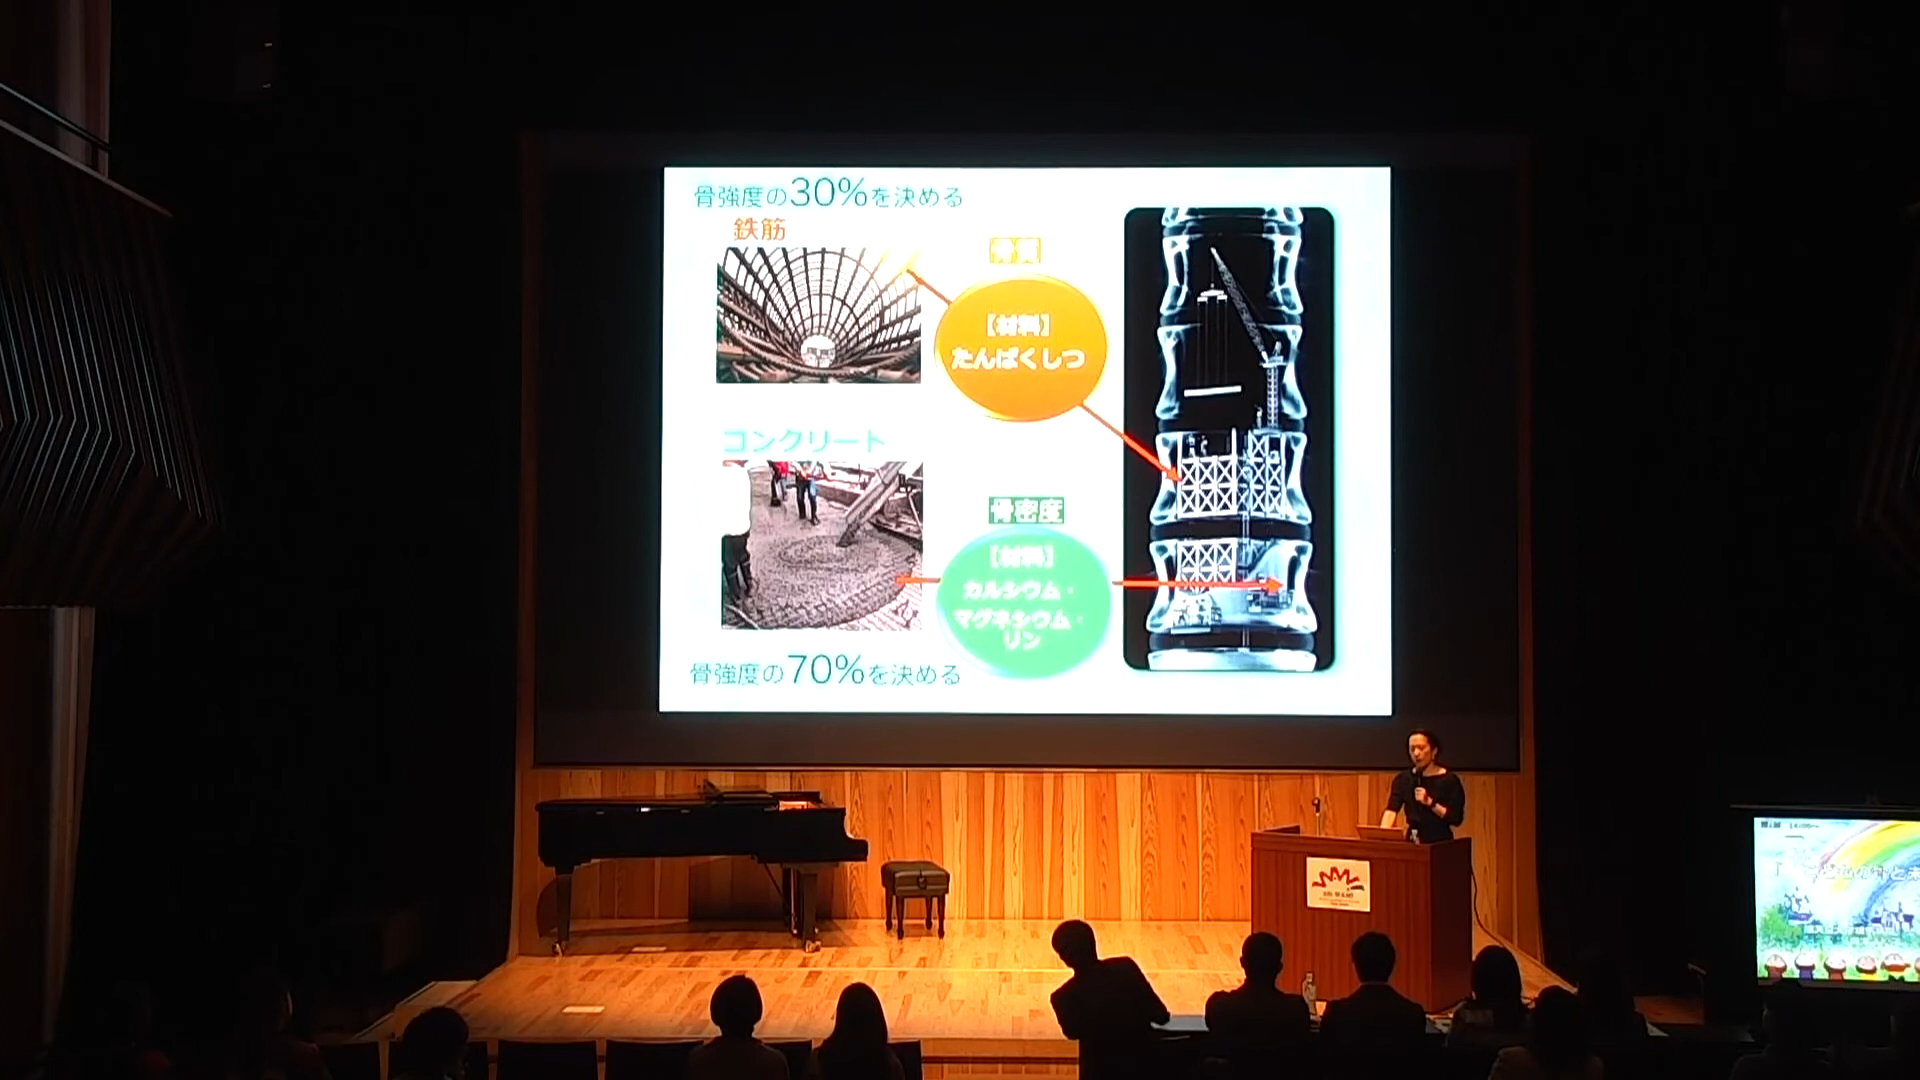 骨強度の30%を決める
鉄筋
骨質
【材料】
たんぱくしつ
コンクリート
骨密度
【材料】
カルシウム・
マグネシウム・
リン
骨強度の70%を決める